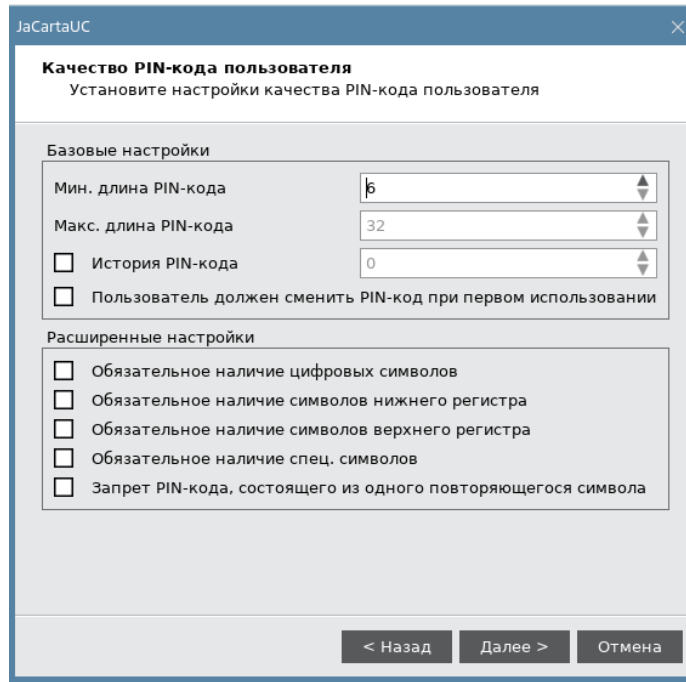 JaCartaUC
Качество PIN-кода пользователя
Установите настройки качества PIN-кода пользователя
Базовые настройки
Мин. длина PIN-кода 6
Макс. длина PIN-кода 32
История PIN-кода 0
Пользователь должен сменить PIN-код при первом использовании
Расширенные настройки
Обязательное наличие цифровых символов
Обязательное наличие символов нижнего регистра
Обязательное наличие символов верхнего регистра
Обязательное наличие спец. символов
Запрет PIN-кода, состоящего из одного повторяющегося символа
< Назад Далее > Отмена